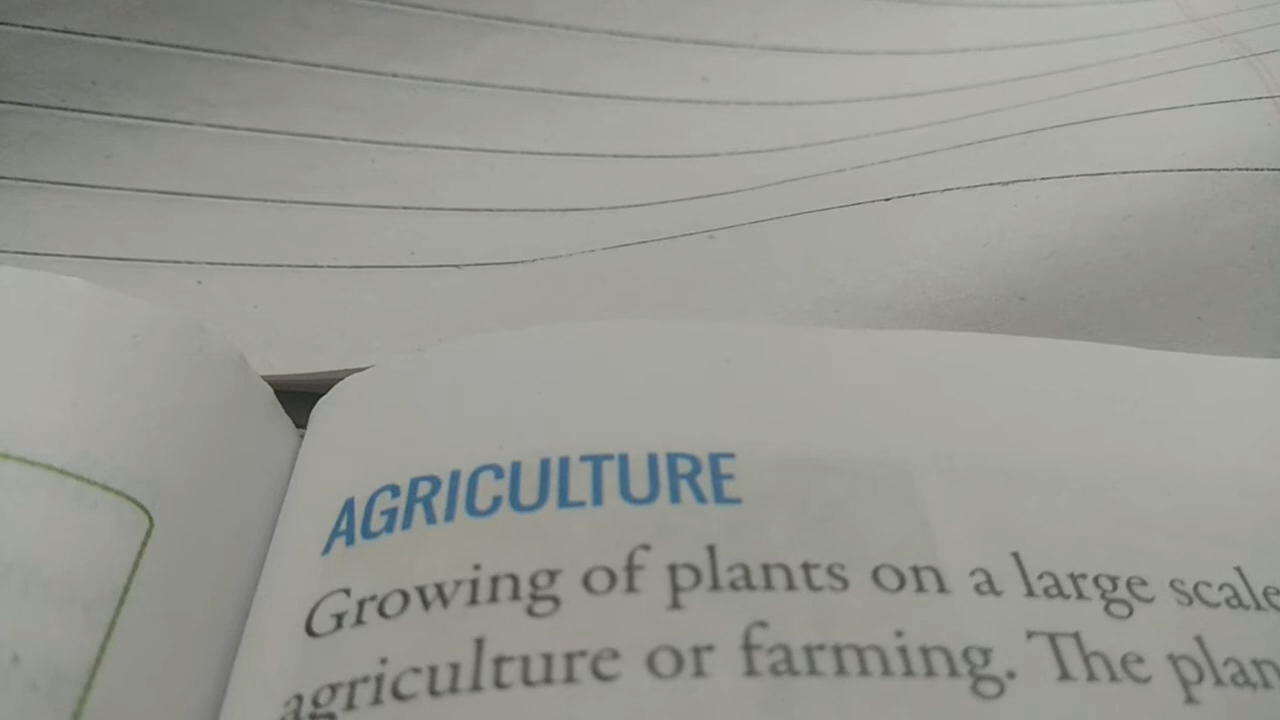 AGRICULTURE
Growing of plants on a large scale
agriculture or farming. The plan